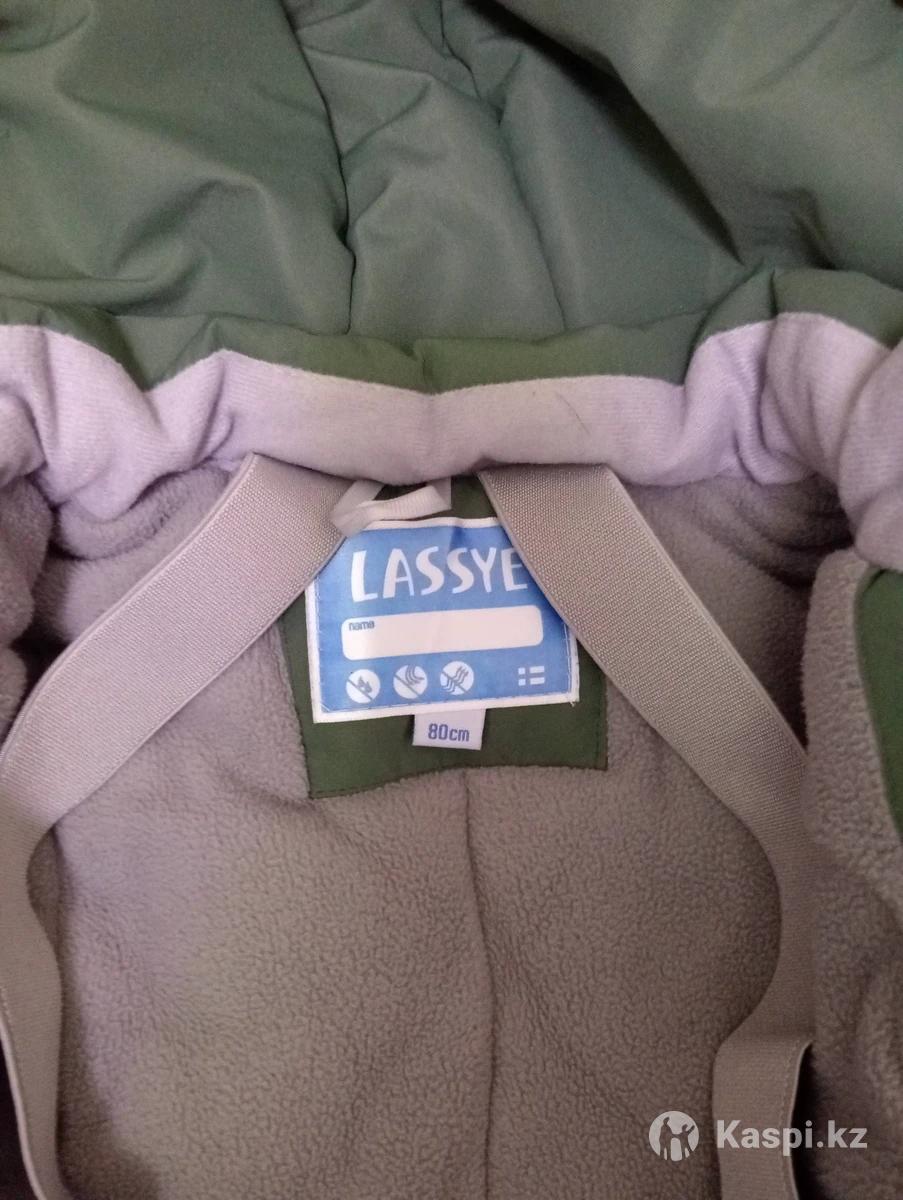 LASSYE
name
80cm
Kaspi.kz